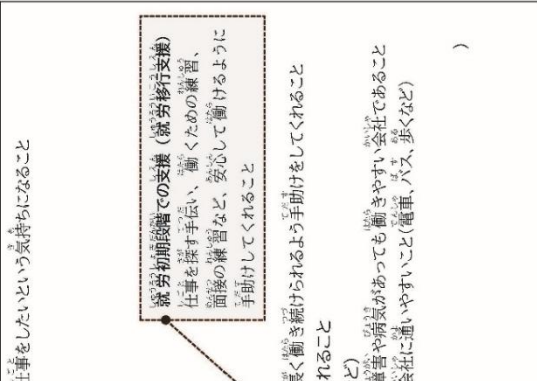 仕事をしたいという気持ちになること
就労初期段階での支援（就労移行支援）
仕事を探す手伝い、働くための練習、
面接の練習など、安心して働けるように
手助けしてくれること
長く働き続けられるよう手助けをしてくれること
れること
ど）
障害や病気があっても働きやすい会社であること
会社に通いやすいこと（電車、バス、歩くなど）
）